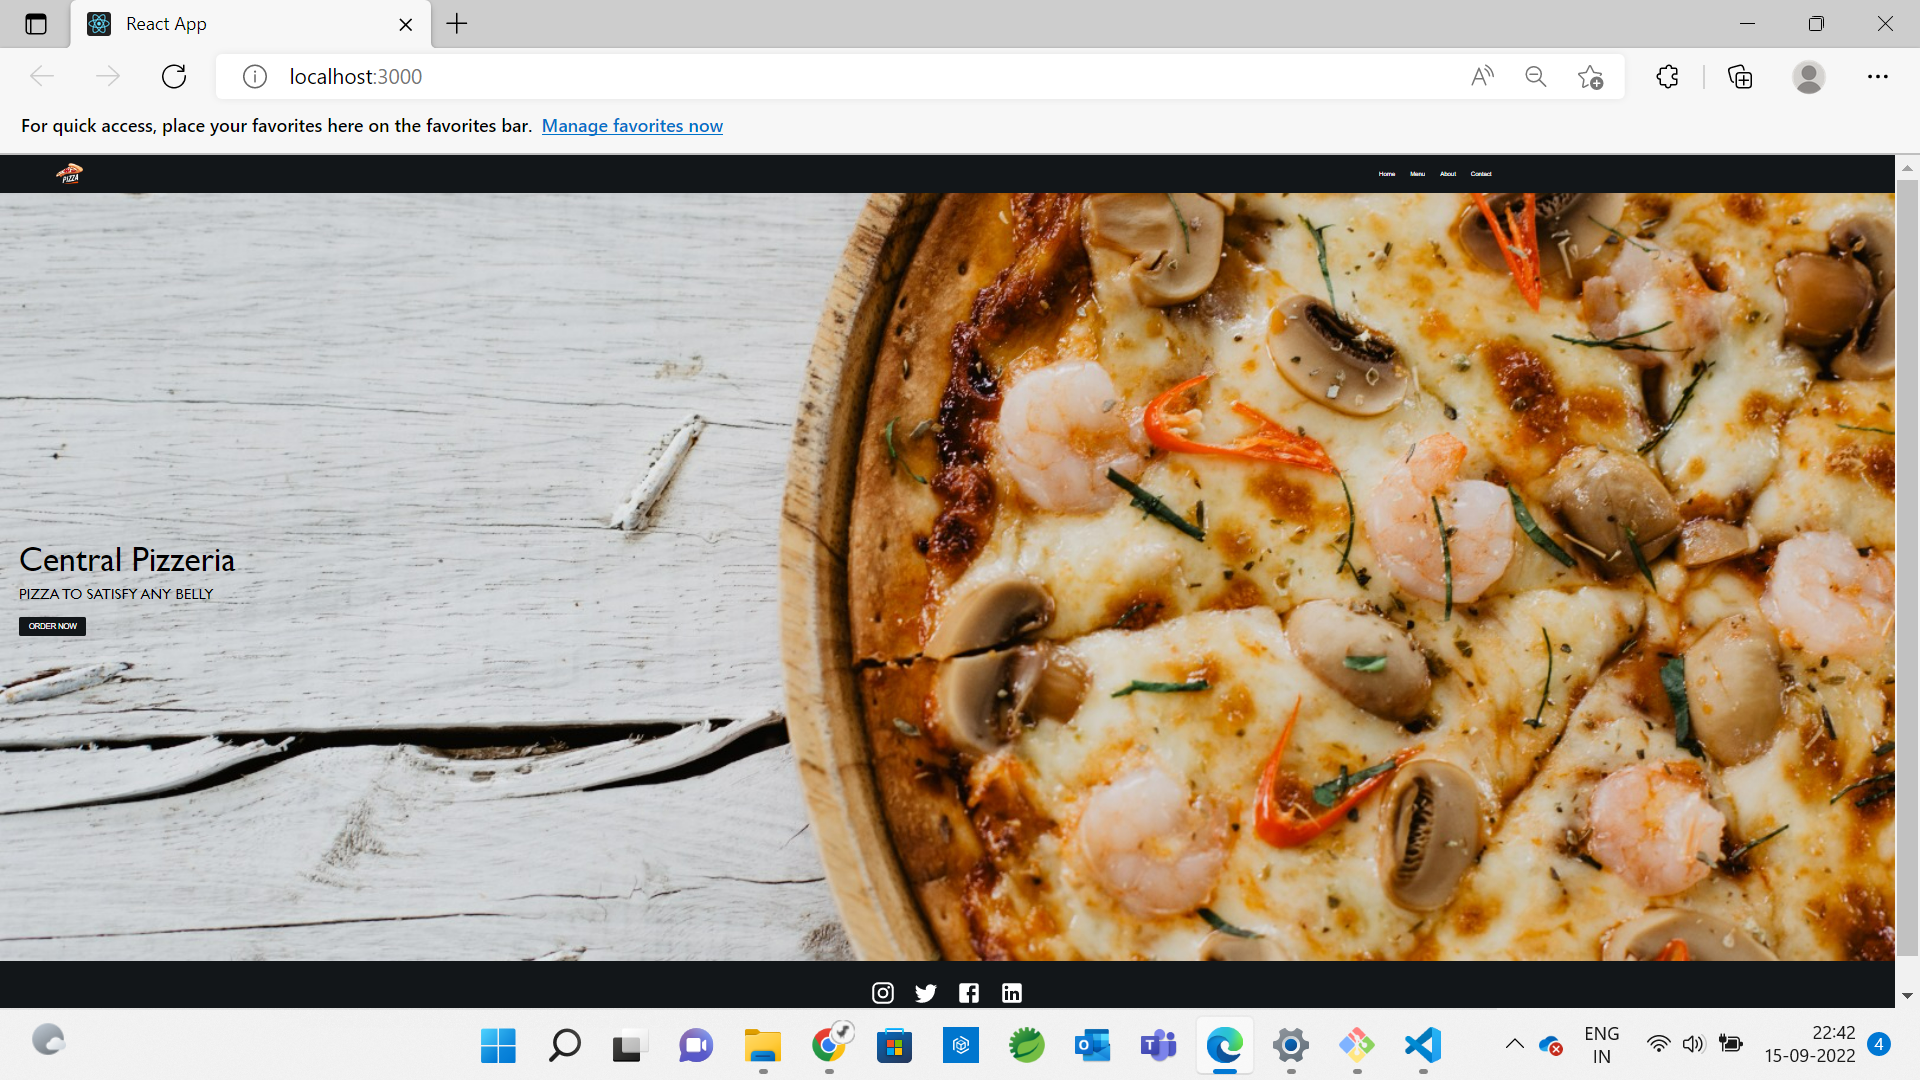 React App
localhost:3000
For quick access, place your favorites here on the favorites bar. Manage favorites now
PIZZA
Home Menu About Contact
Central Pizzeria
PIZZA TO SATISFY ANY BELLY
ORDER NOW
ENG
IN
22:42
15-09-2022
4